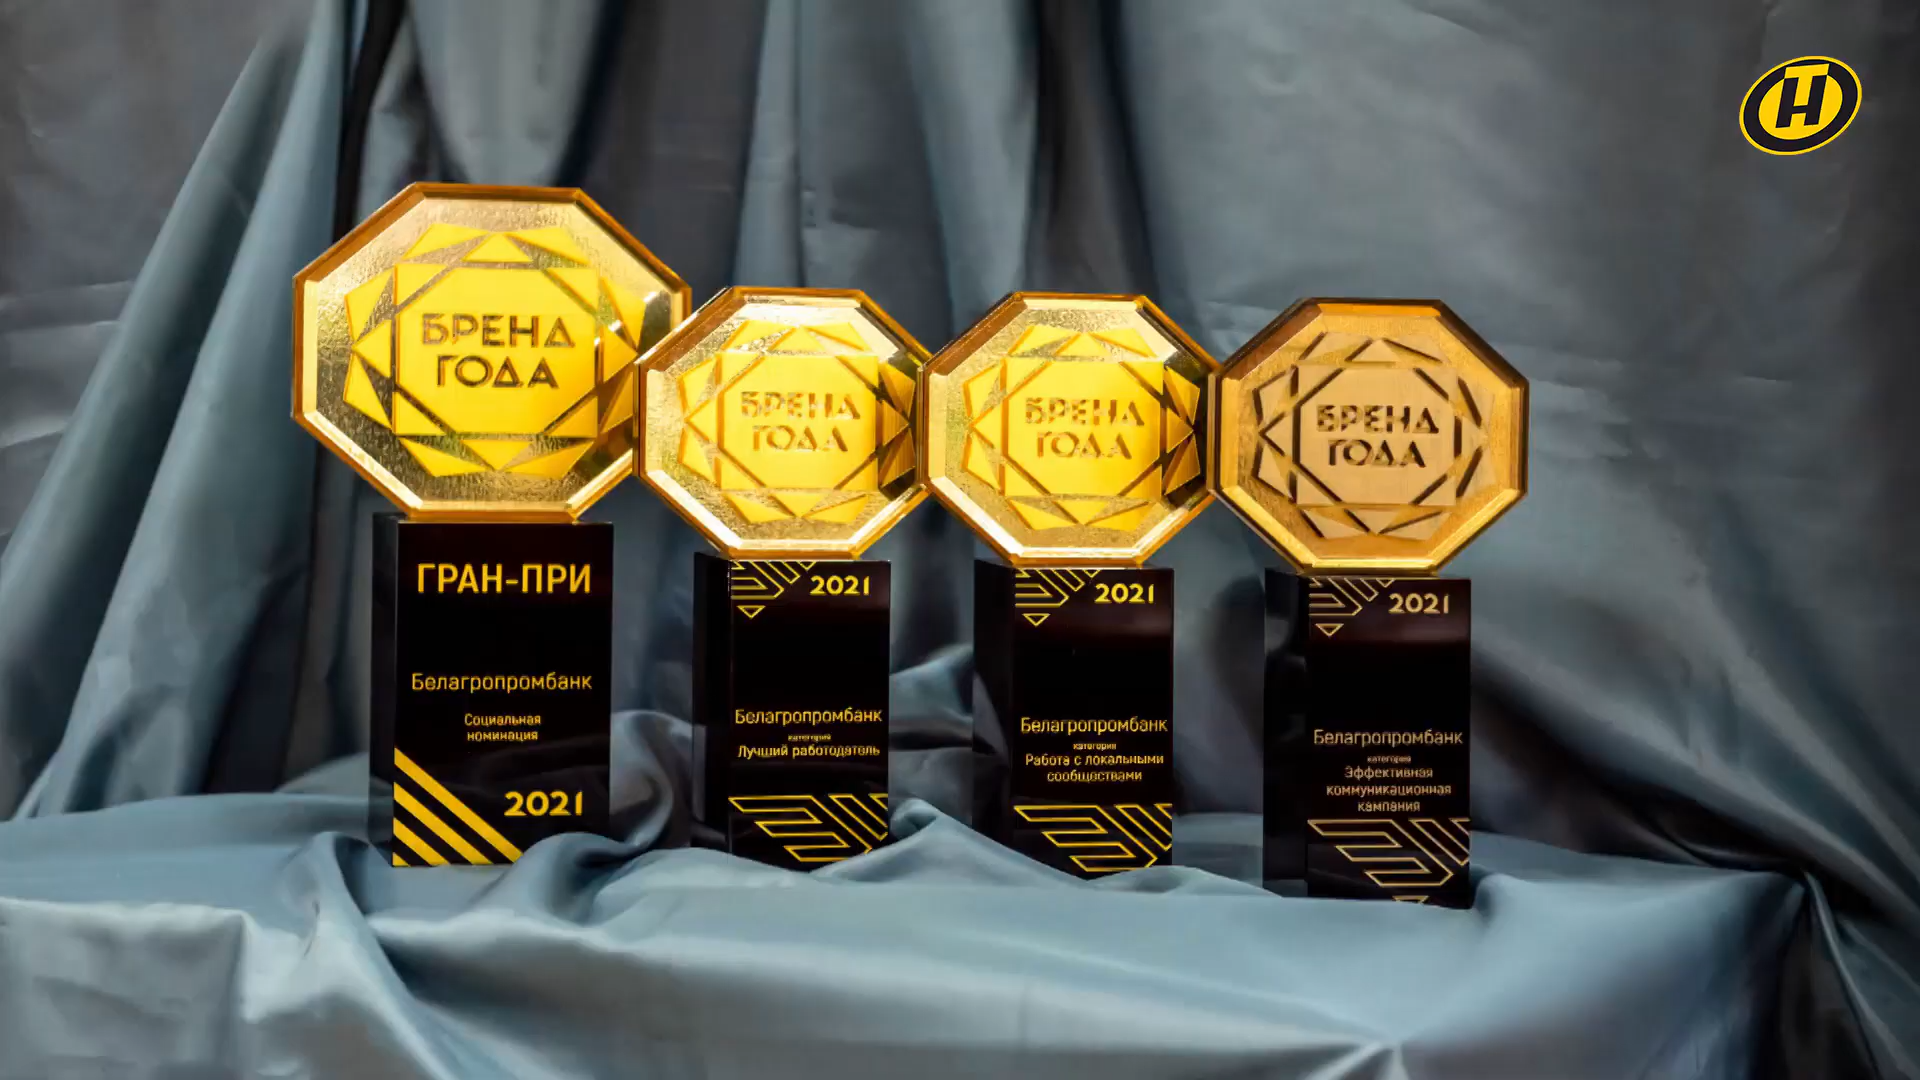 БРЕНД
ГОДА
ГРАН-ПРИ
Белагропромбанк
Социальная
номинация
2021
БРЕНД
ГОДА
2021
Белагропромбанк
категория
Лучший работодатель
БРЕНД
ГОДА
2021
Белагропромбанк
категория
Работа с локальными
сообществами
БРЕНД
ГОДА
2021
Белагропромбанк
категория
Эффективная
коммуникационная
кампания
ОНТ